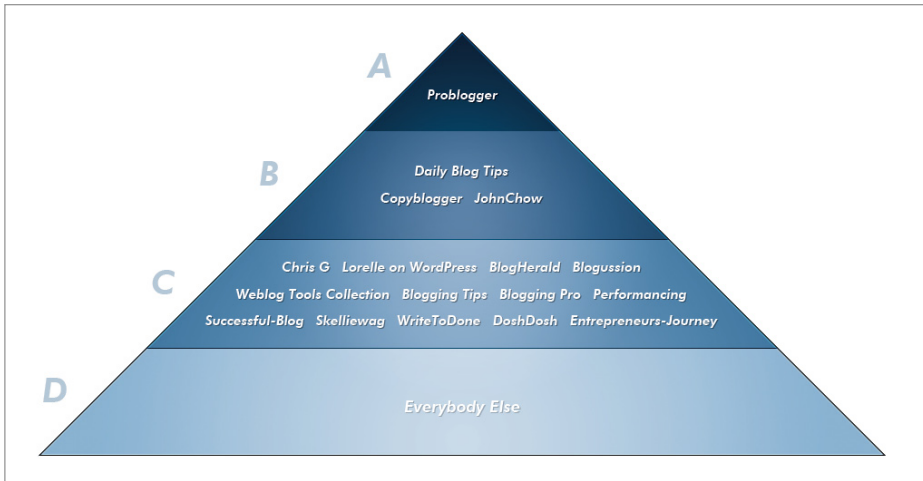 A
Problogger
B
Daily Blog Tips
Copyblogger JohnChow
C
Chris G Lorelle on WordPress BlogHerald Blogussion
Weblog Tools Collection Blogging Tips Blogging Pro Performancing
Successful-Blog Skelliewag WriteToDone DoshDosh Entrepreneurs-Journey
D
Everybody Else